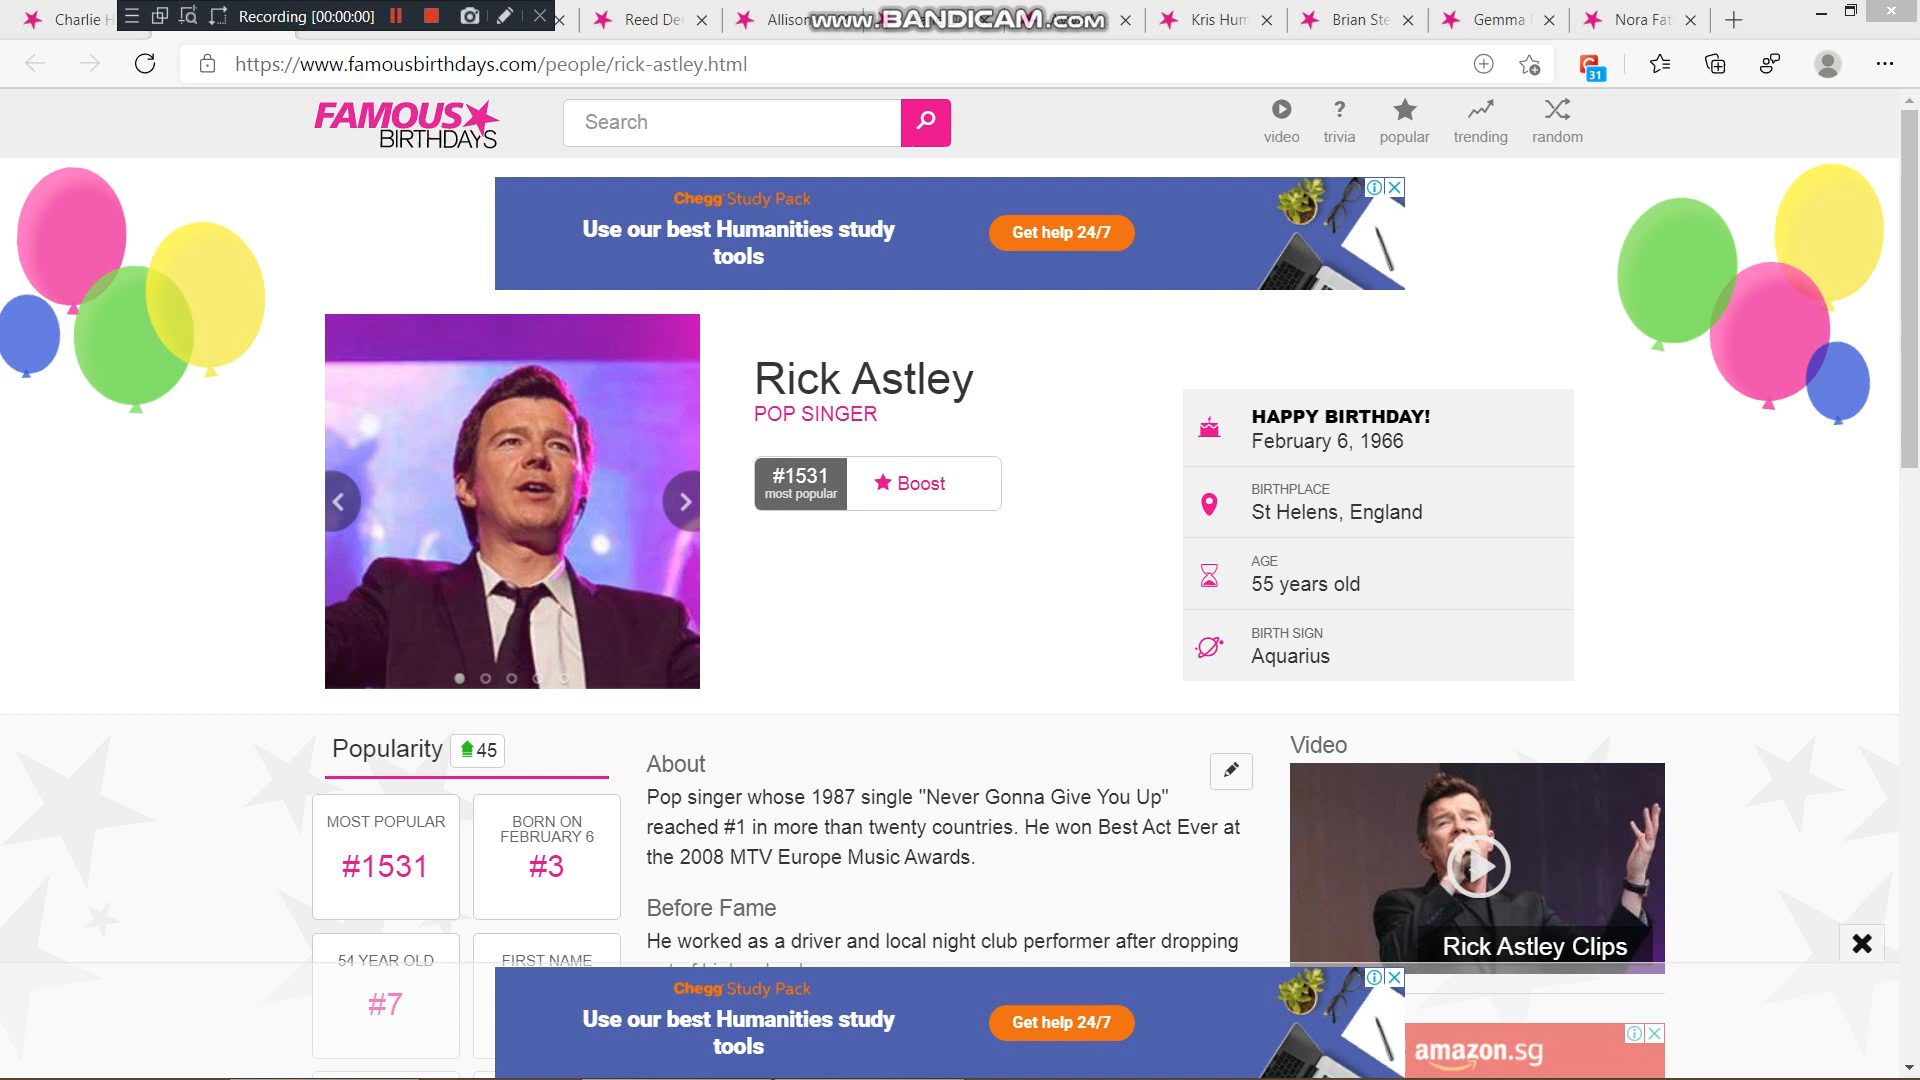 Charlie H
Recording [00:00:00]
Reed De
Allison
www.BANDICAM.com
Kris Hum
Brian Ste
Gemma
Nora Fat
https://www.famousbirthdays.com/people/rick-astley.html
31
FAMOUS
BIRTHDAYS
Search
video
trivia
popular
trending
random
Chegg Study Pack
Use our best Humanities study
tools
Get help 24/7
Rick Astley
POP SINGER
#1531
most popular
Boost
HAPPY BIRTHDAY!
February 6, 1966
BIRTHPLACE
St Helens, England
AGE
55 years old
BIRTH SIGN
Aquarius
Popularity
45
MOST POPULAR
#1531
BORN ON
FEBRUARY 6
#3
54 YEAR OLD
#7
FIRST NAME
About
Pop singer whose 1987 single "Never Gonna Give You Up"
reached #1 in more than twenty countries. He won Best Act Ever at
the 2008 MTV Europe Music Awards.
Before Fame
He worked as a driver and local night club performer after dropping
Video
Rick Astley Clips
Chegg Study Pack
Use our best Humanities study
tools
Get help 24/7
amazon.sg